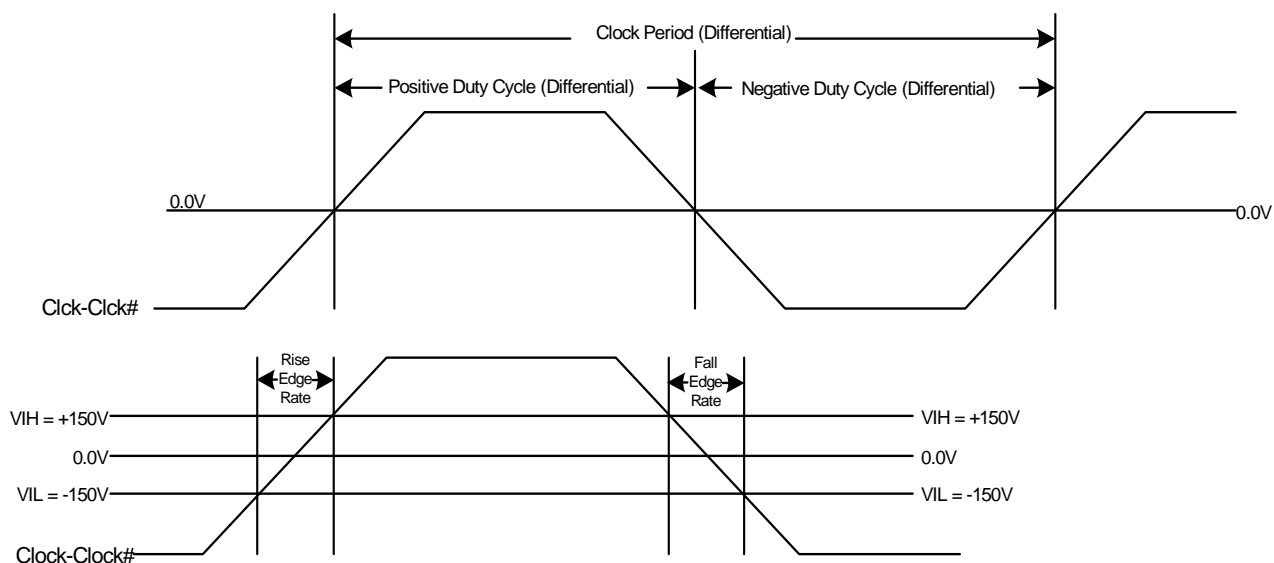 Clock Period (Differential)
Positive Duty Cycle (Differential)
Negative Duty Cycle (Differential)
0.0V
0.0V
Clck-Clck#
Rise
Edge
Rate
Fall
Edge
Rate
VIH = +150V
VIH = +150V
0.0V
0.0V
VIL = -150V
VIL = -150V
Clock-Clock#